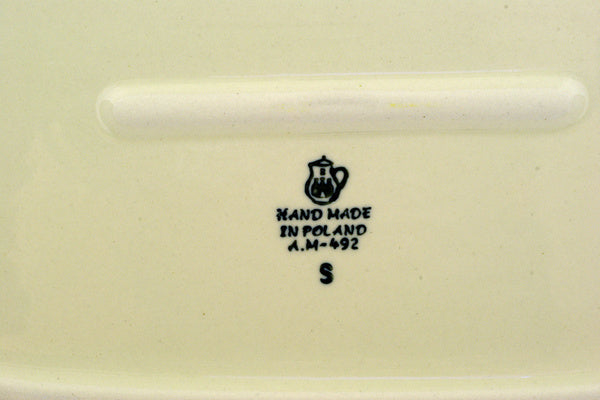 HAND MADE
IN POLAND
A.M-492
S